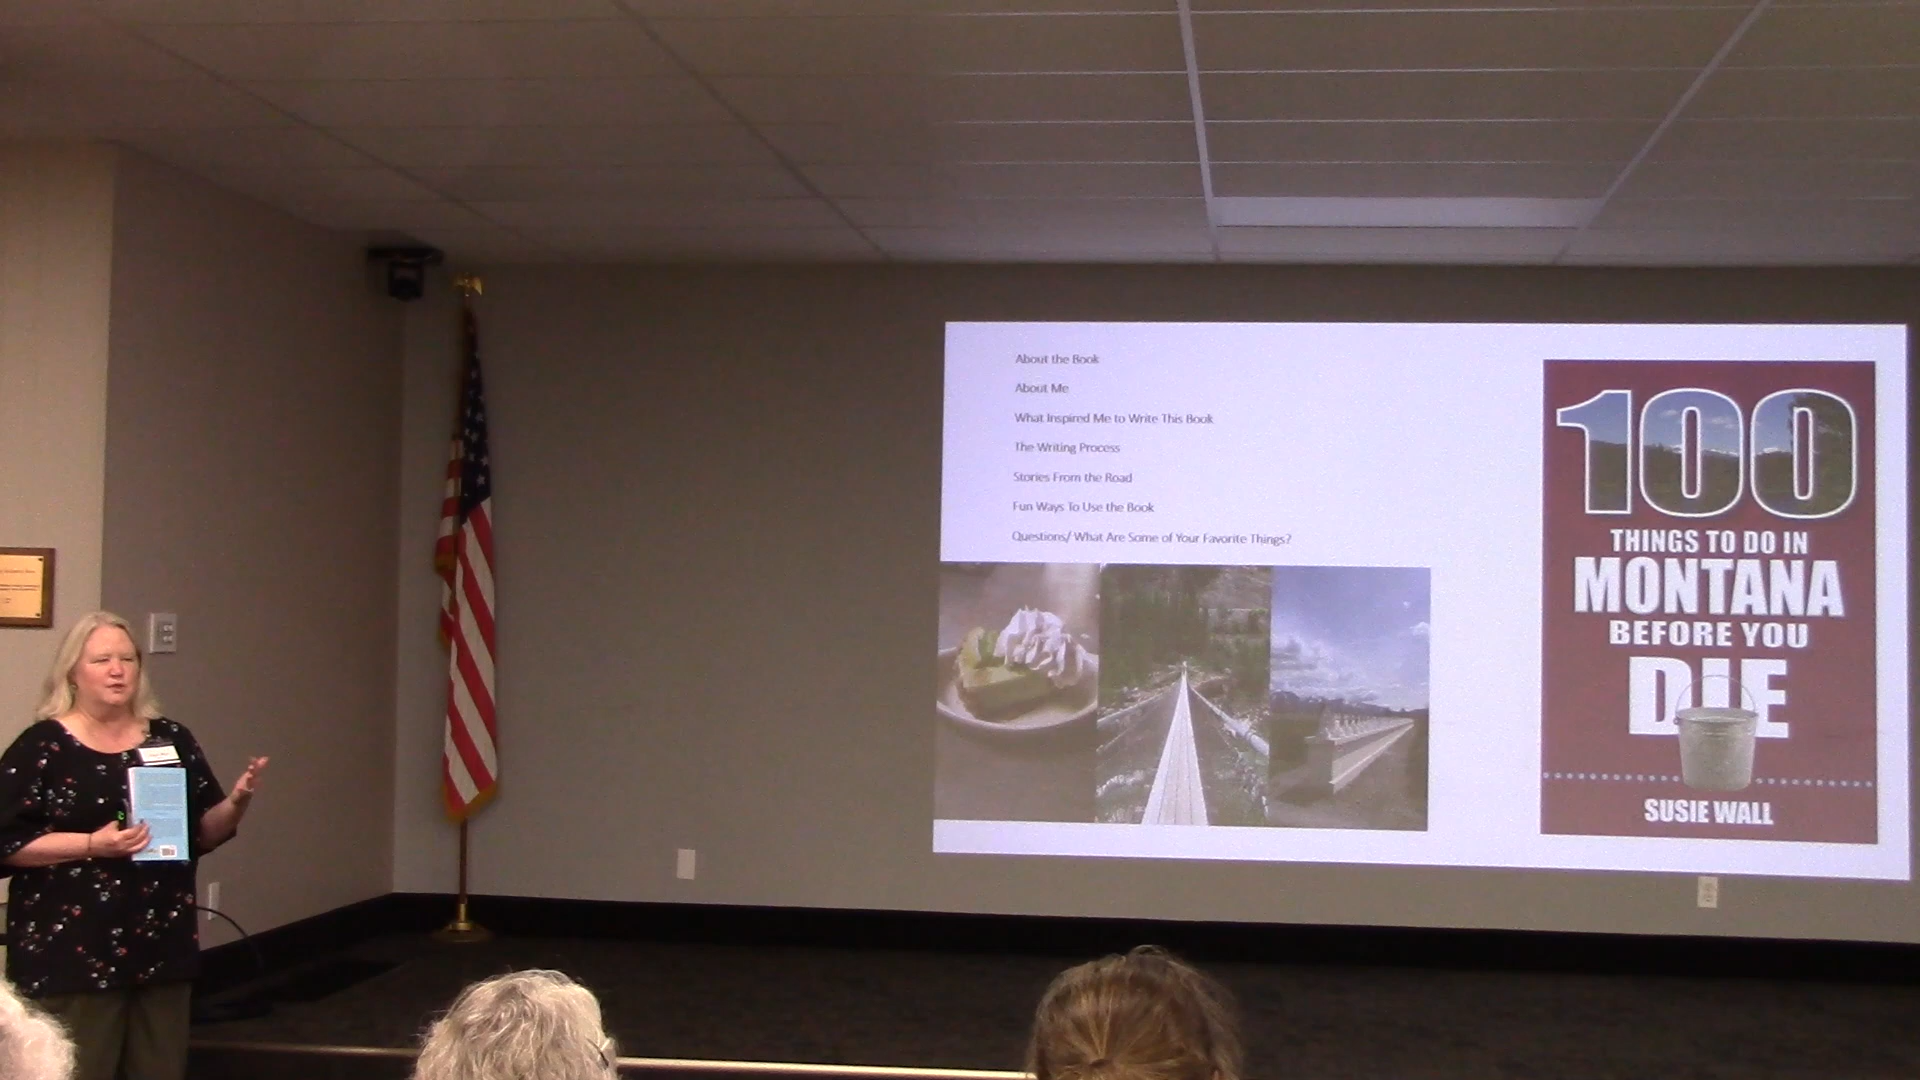 About the Book
About Me
What Inspired Me to Write This Book
The Writing Process
Stories From the Road
Fun Ways To Use the Book
Questions/ What Are Some of Your Favorite Things?
100
THINGS TO DO IN
MONTANA
BEFORE YOU
DIE
SUSIE WALL